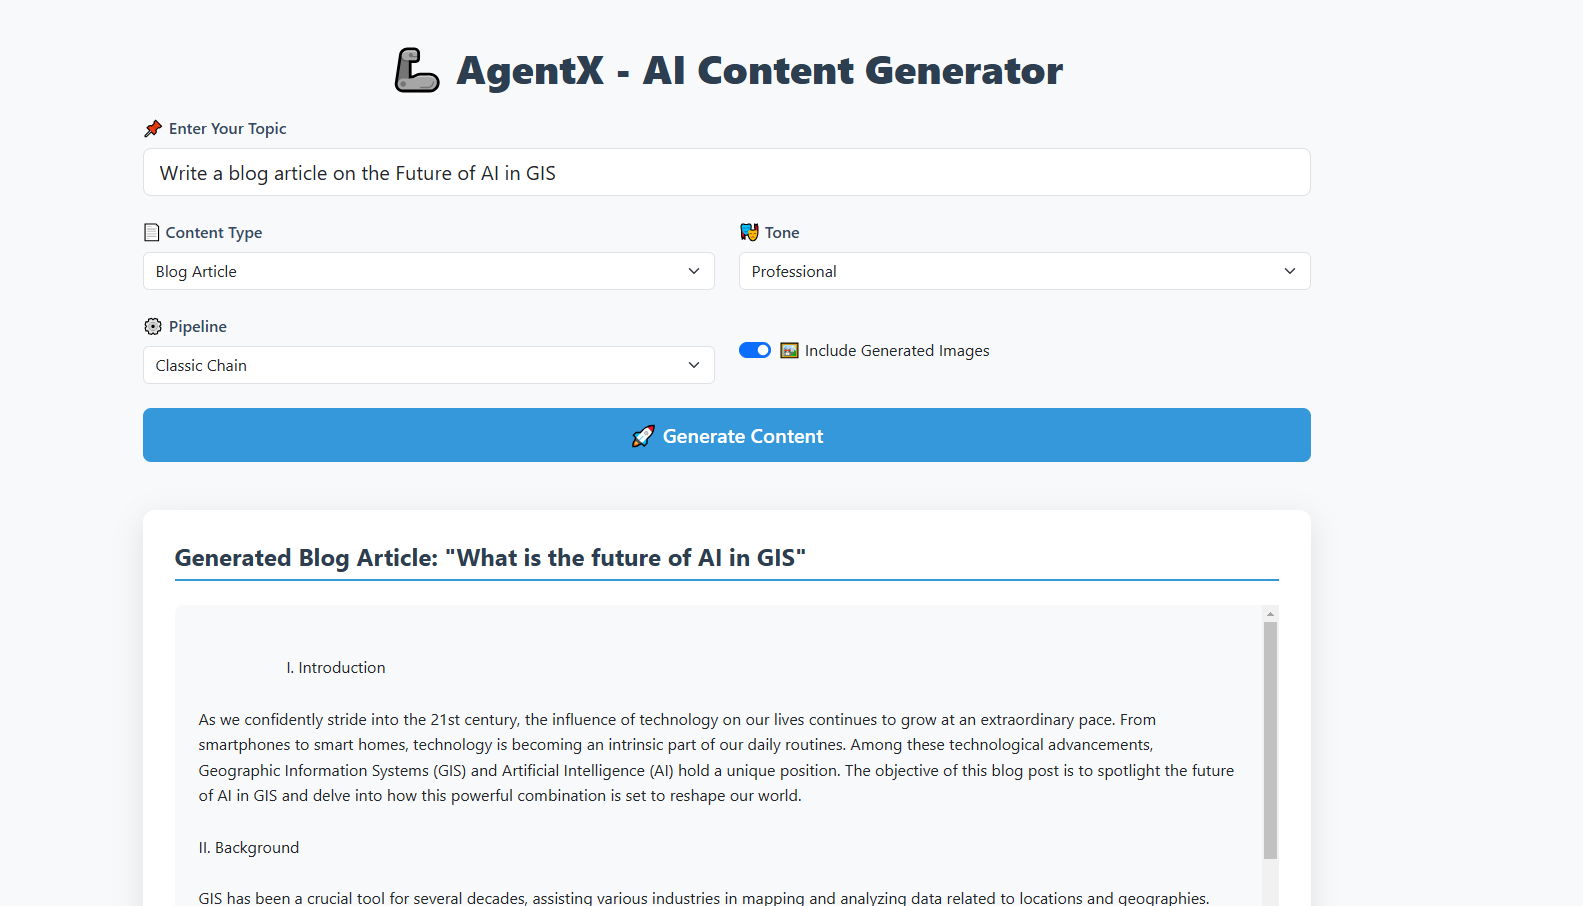 AgentX - AI Content Generator
Enter Your Topic
Write a blog article on the Future of AI in GIS
Content Type
Tone
Blog Article
Professional
Pipeline
Classic Chain
Include Generated Images
Generate Content
Generated Blog Article: "What is the future of AI in GIS"
I. Introduction
As we confidently stride into the 21st century, the influence of technology on our lives continues to grow at an extraordinary pace. From
smartphones to smart homes, technology is becoming an intrinsic part of our daily routines. Among these technological advancements,
Geographic Information Systems (GIS) and Artificial Intelligence (AI) hold a unique position. The objective of this blog post is to spotlight the future
of AI in GIS and delve into how this powerful combination is set to reshape our world.
II. Background
GIS has been a crucial tool for several decades, assisting various industries in mapping and analyzing data related to locations and geographies.